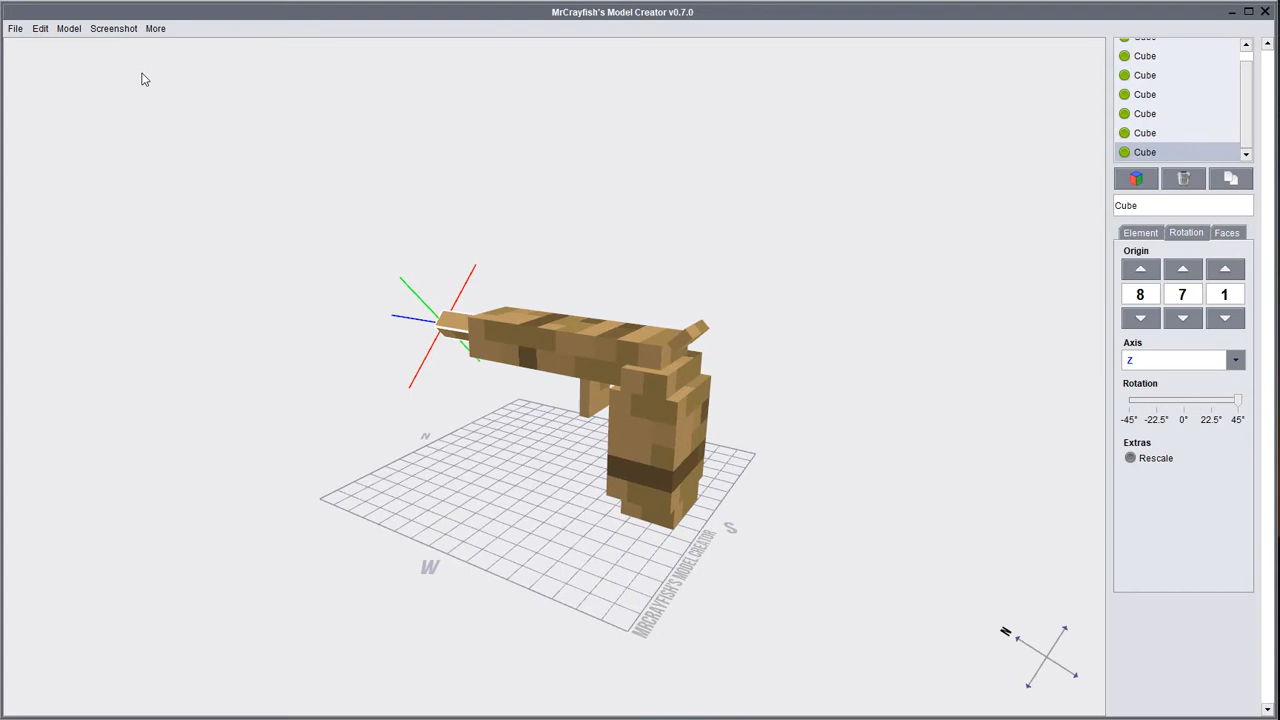 MrCrayfish's Model Creator v0.7.0
File Edit Model Screenshot More
Cube
Cube
Cube
Cube
Cube
Cube
Cube
Cube
Element Rotation Faces
Origin
8 7 1
Axis
Z
Rotation
-45° -22.5° 0° 22.5° 45°
Extras
Rescale
N
S
W
MRCRAYFISH'S MODEL CREATOR
N